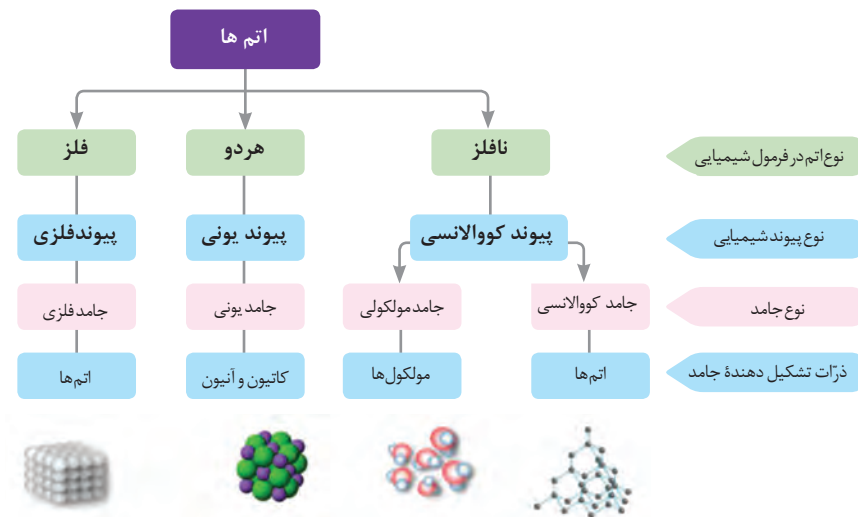 اتم ها
نافلز
هردو
فلز
نوع اتم در فرمول شیمیایی
پیوند کووالانسی
پیوند یونی
پیوندفلزی
نوع پیوند شیمیایی
جامد کووالانسی
جامد مولکولی
جامد یونی
جامد فلزی
نوع جامد
اتم‌ها
مولکول‌ها
کاتیون و آنیون
اتم‌ها
ذرّات تشکیل دهندهٔ جامد